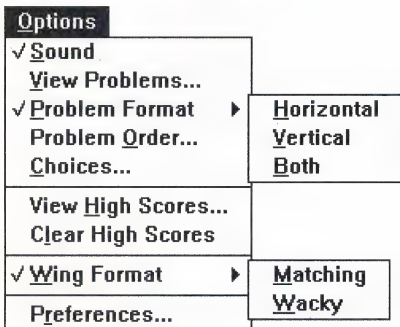 Options
√ Sound
View Problems...
√ Problem Format ▶
Horizontal
Vertical
Both
Problem Order...
Choices...
View High Scores...
Clear High Scores
√ Wing Format ▶
Matching
Wacky
Preferences...